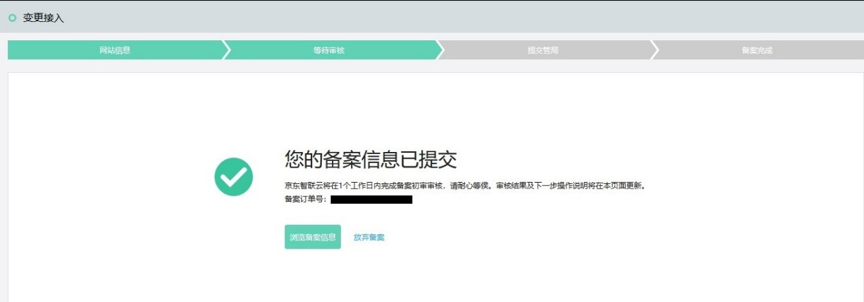 变更接入
网站信息
等待审核
提交管局
备案完成
您的备案信息已提交
京东智联云将在1个工作日内完成备案初审审核，请耐心等候。审核结果及下一步操作说明将在本页面更新。
备案订单号：
浏览备案信息 放弃备案